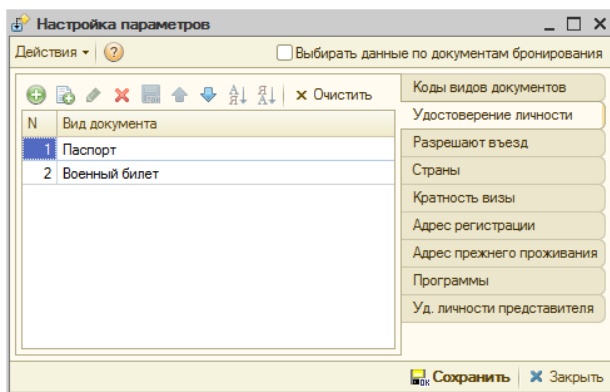 Настройка параметров
Действия
Выбирать данные по документам бронирования
Очистить
N Вид документа
1 Паспорт
2 Военный билет
Коды видов документов
Удостоверение личности
Разрешают въезд
Страны
Кратность визы
Адрес регистрации
Адрес прежнего проживания
Программы
Уд. личности представителя
Сохранить Закрыть